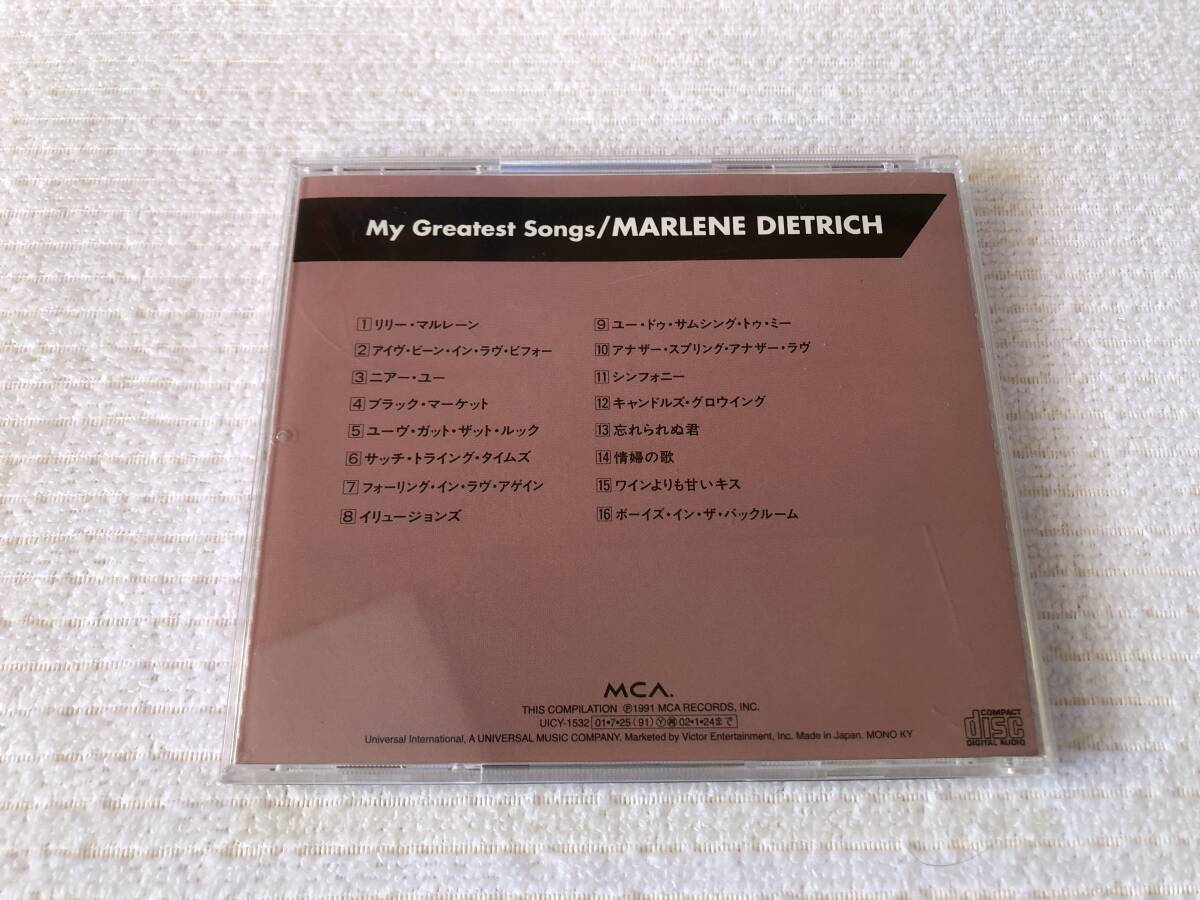 My Greatest Songs/MARLENE DIETRICH
1 リリー・マルレーン
2 アイヴ・ビーン・イン・ラヴ・ビフォー
3 ニアー・ユー
4 ブラック・マーケット
5 ユーヴ・ガット・ザット・ルック
6 サッチ・トライング・タイムズ
7 フォーリング・イン・ラヴ・アゲイン
8 イリュージョンズ
9 ユー・ドゥ・サムシング・トゥ・ミー
10 アナザー・スプリング・アナザー・ラヴ
11 シンフォニー
12 キャンドルズ・グロウイング
13 忘れられぬ君
14 情婦の歌
15 ワインよりも甘いキス
16 ボーイズ・イン・ザ・バックルーム
MCA.
THIS COMPILATION ℗1991 MCA RECORDS, INC.
UICY-1532 01・7・25 (91) Ⓨ 02・1・24まで
Universal International, A UNIVERSAL MUSIC COMPANY. Marketed by Victor Entertainment, Inc. Made in Japan. MONO KY
COMPACT
disc
DIGITAL AUDIO